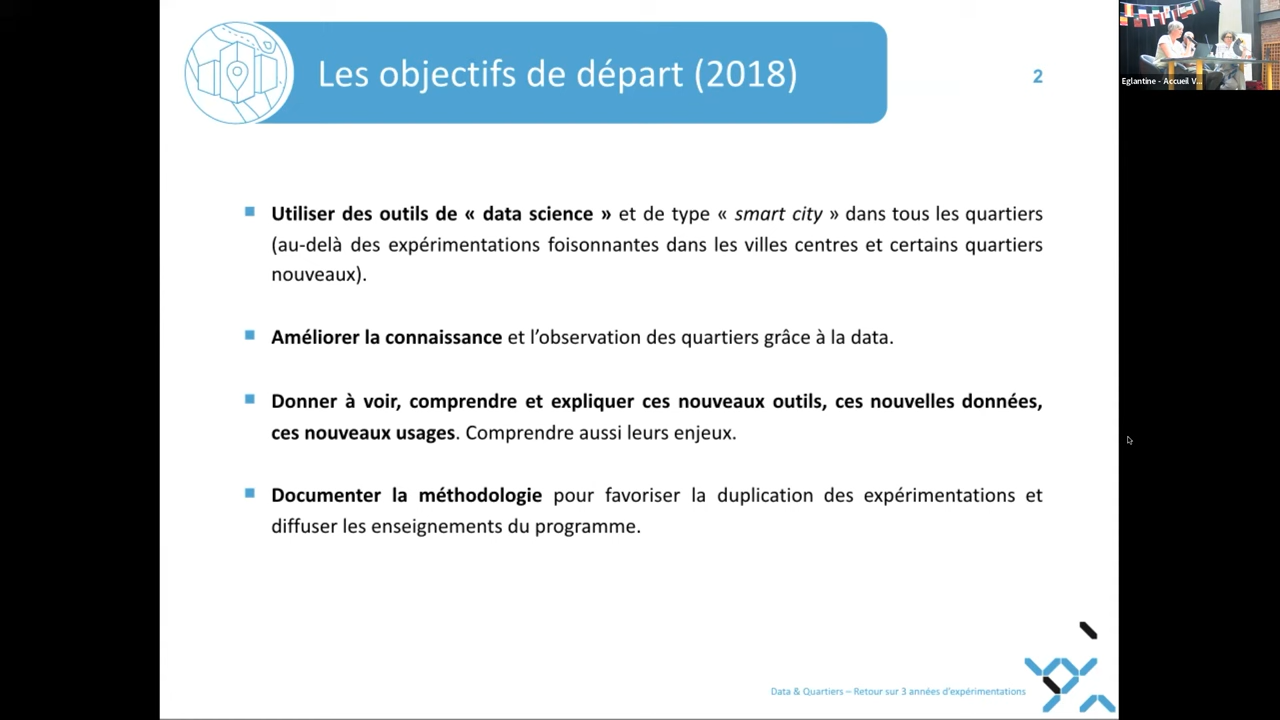 Les objectifs de départ (2018)
2
Eglantine - Accueil V...
Utiliser des outils de « data science » et de type « smart city » dans tous les quartiers
(au-delà des expérimentations foisonnantes dans les villes centres et certains quartiers
nouveaux).
Améliorer la connaissance et l’observation des quartiers grâce à la data.
Donner à voir, comprendre et expliquer ces nouveaux outils, ces nouvelles données,
ces nouveaux usages. Comprendre aussi leurs enjeux.
Documenter la méthodologie pour favoriser la duplication des expérimentations et
diffuser les enseignements du programme.
Data & Quartiers – Retour sur 3 années d'expérimentations